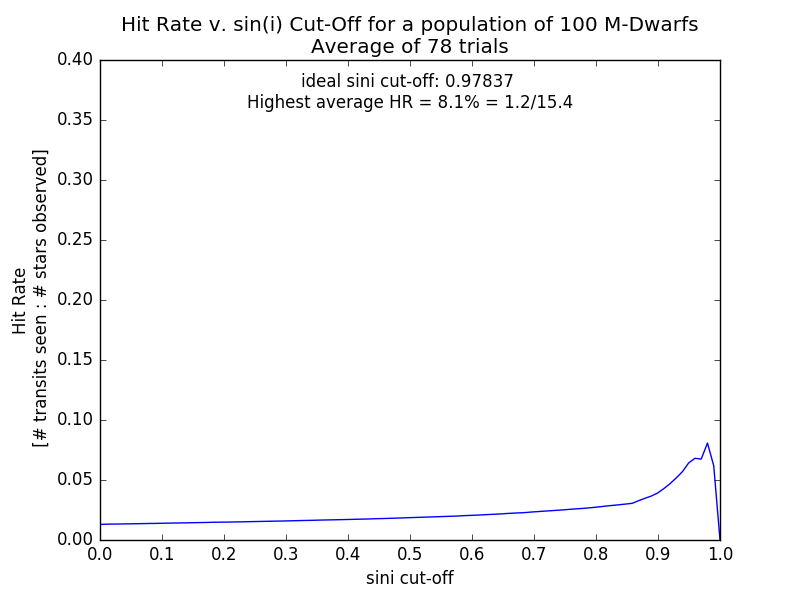 Hit Rate v. sin(i) Cut-Off for a population of 100 M-Dwarfs
Average of 78 trials
ideal sini cut-off: 0.97837
Highest average HR = 8.1% = 1.2/15.4
0.40
0.35
0.30
0.25
0.20
0.15
0.10
0.05
0.00
Hit Rate
[# transits seen : # stars observed]
0.0 0.1 0.2 0.3 0.4 0.5 0.6 0.7 0.8 0.9 1.0
sini cut-off